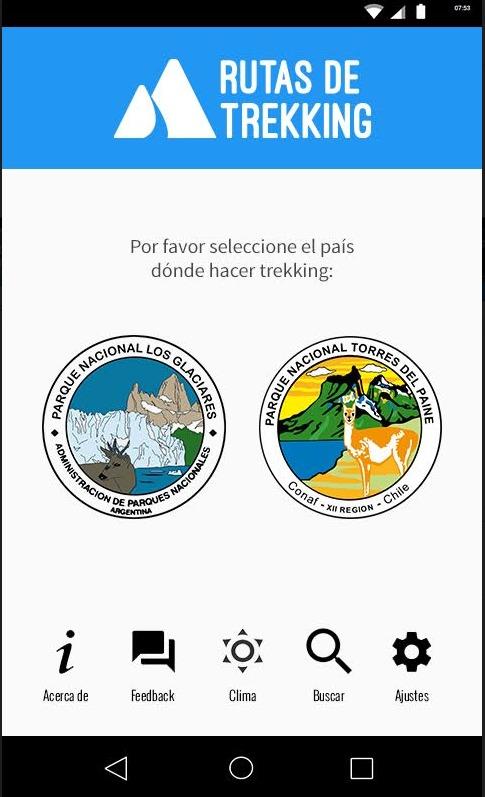 07:53
RUTAS DE
TREKKING
Por favor seleccione el país
dónde hacer trekking:
PARQUE NACIONAL LOS GLACIARES
ADMINISTRACION DE PARQUES NACIONALES
ARGENTINA
PARQUE NACIONAL TORRES DEL PAINE
Conaf - XII REGION - Chile
Acerca de
Feedback
Clima
Buscar
Ajustes